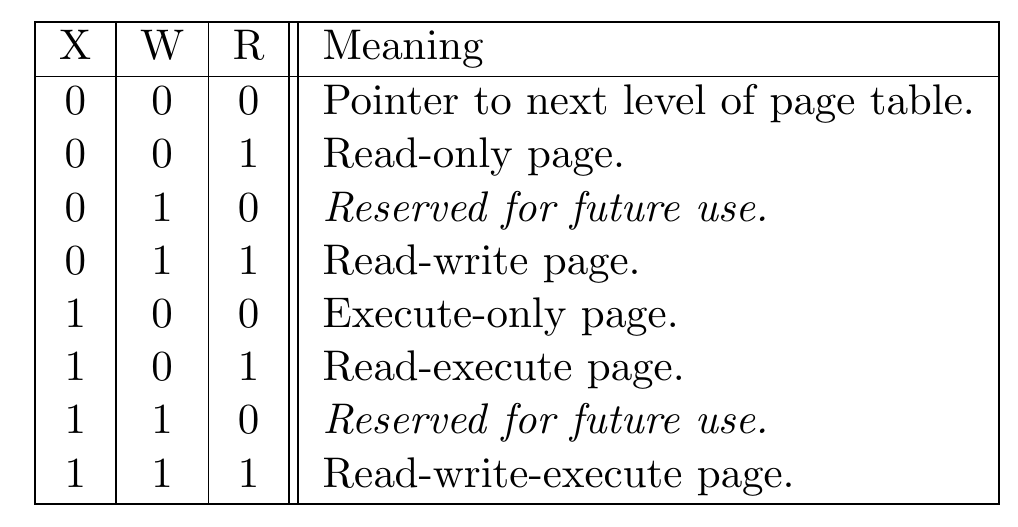 X W R Meaning
0 0 0 Pointer to next level of page table.
0 0 1 Read-only page.
0 1 0 Reserved for future use.
0 1 1 Read-write page.
1 0 0 Execute-only page.
1 0 1 Read-execute page.
1 1 0 Reserved for future use.
1 1 1 Read-write-execute page.